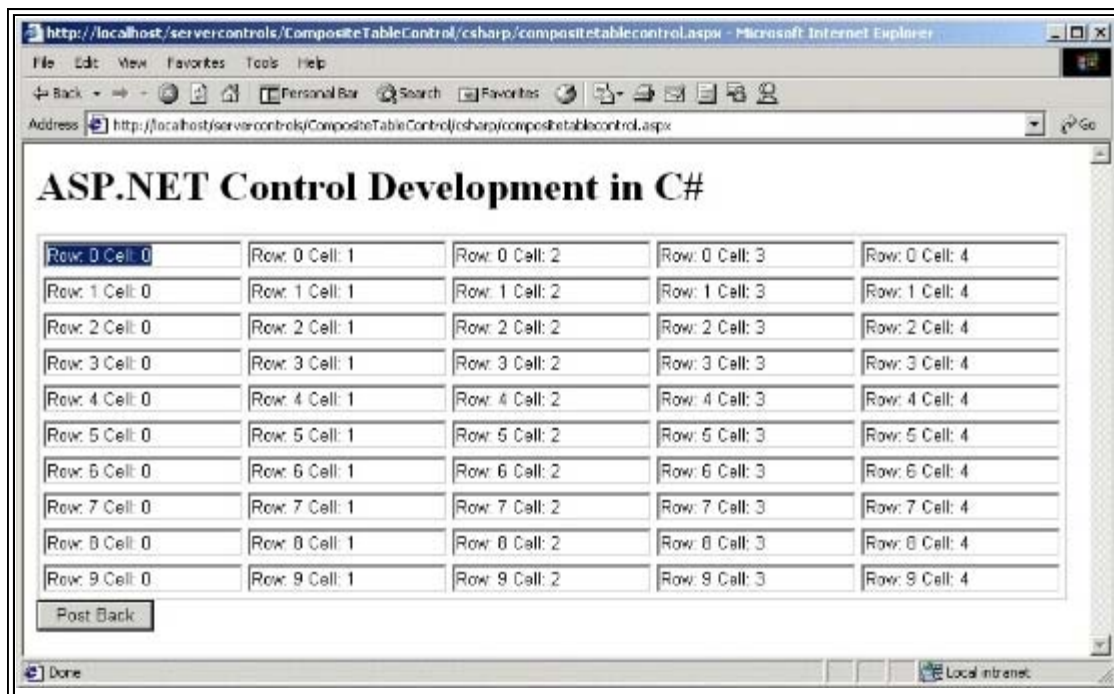 http://localhost/servercontrols/CompositeTableControl/csharp/compositetablecontrol.aspx - Microsoft Internet Explorer
File Edit View Favorites Tools Help
Back Personal Bar Search Favorites
Address http://localhost/servercontrols/CompositeTableControl/csharp/compositetablecontrol.aspx Go
ASP.NET Control Development in C#
Row: 0 Cell: 0 Row: 0 Cell: 1 Row: 0 Cell: 2 Row: 0 Cell: 3 Row: 0 Cell: 4
Row: 1 Cell: 0 Row: 1 Cell: 1 Row: 1 Cell: 2 Row: 1 Cell: 3 Row: 1 Cell: 4
Row: 2 Cell: 0 Row: 2 Cell: 1 Row: 2 Cell: 2 Row: 2 Cell: 3 Row: 2 Cell: 4
Row: 3 Cell: 0 Row: 3 Cell: 1 Row: 3 Cell: 2 Row: 3 Cell: 3 Row: 3 Cell: 4
Row: 4 Cell: 0 Row: 4 Cell: 1 Row: 4 Cell: 2 Row: 4 Cell: 3 Row: 4 Cell: 4
Row: 5 Cell: 0 Row: 5 Cell: 1 Row: 5 Cell: 2 Row: 5 Cell: 3 Row: 5 Cell: 4
Row: 6 Cell: 0 Row: 6 Cell: 1 Row: 6 Cell: 2 Row: 6 Cell: 3 Row: 6 Cell: 4
Row: 7 Cell: 0 Row: 7 Cell: 1 Row: 7 Cell: 2 Row: 7 Cell: 3 Row: 7 Cell: 4
Row: 8 Cell: 0 Row: 8 Cell: 1 Row: 8 Cell: 2 Row: 8 Cell: 3 Row: 8 Cell: 4
Row: 9 Cell: 0 Row: 9 Cell: 1 Row: 9 Cell: 2 Row: 9 Cell: 3 Row: 9 Cell: 4
Post Back
Done Local intranet